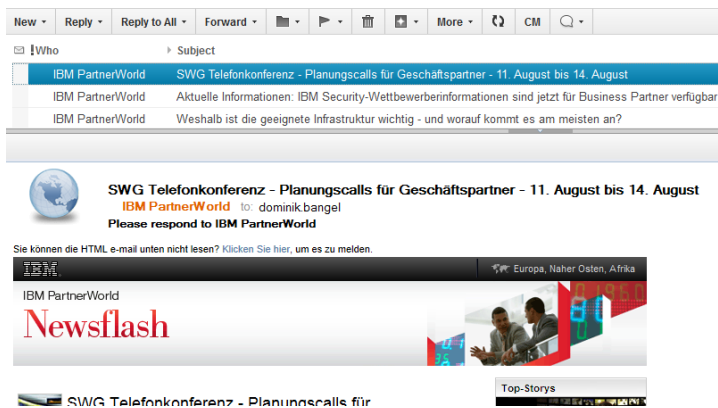 New Reply Reply to All Forward More CM
!Who Subject
IBM PartnerWorld SWG Telefonkonferenz - Planungscalls für Geschäftspartner - 11. August bis 14. August
IBM PartnerWorld Aktuelle Informationen: IBM Security-Wettbewerberinformationen sind jetzt für Business Partner verfügbar
IBM PartnerWorld Weshalb ist die geeignete Infrastruktur wichtig - und worauf kommt es am meisten an?
SWG Telefonkonferenz - Planungscalls für Geschäftspartner - 11. August bis 14. August
IBM PartnerWorld to: dominik.bangel
Please respond to IBM PartnerWorld
Sie können die HTML e-mail unten nicht lesen? Klicken Sie hier, um es zu melden.
IBM. Europa, Naher Osten, Afrika
IBM PartnerWorld
Newsflash
Top-Storys
SWG Telefonkonferenz - Planungscalls für